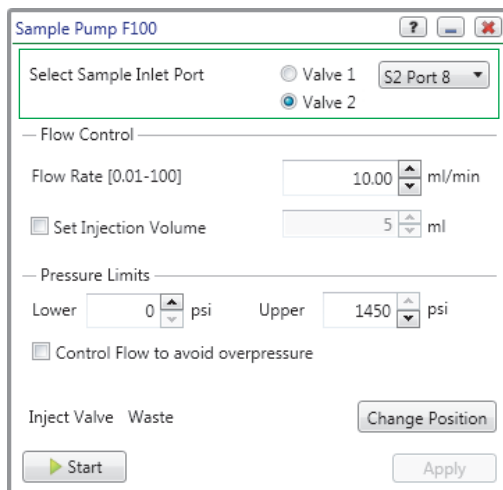 Sample Pump F100 ?
Select Sample Inlet Port Valve 1 S2 Port 8
Valve 2
Flow Control
Flow Rate [0.01-100] 10.00 ml/min
Set Injection Volume 5 ml
Pressure Limits
Lower 0 psi Upper 1450 psi
Control Flow to avoid overpressure
Inject Valve Waste Change Position
Start Apply